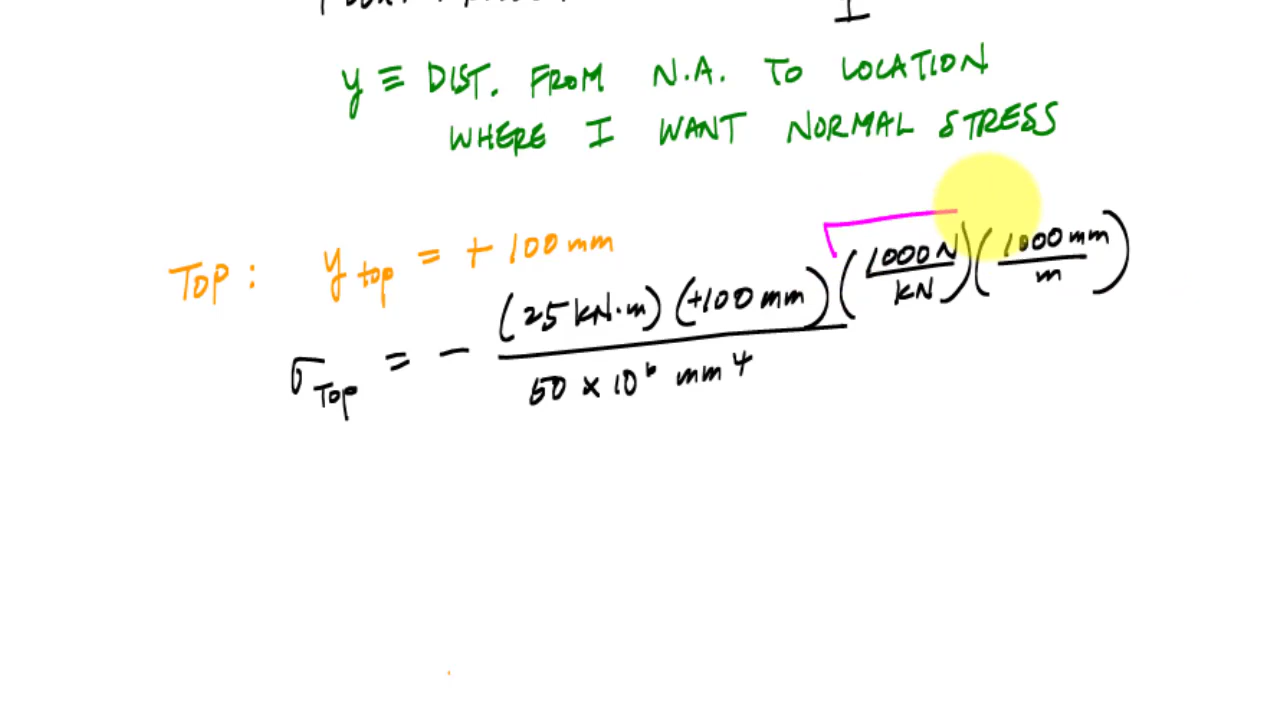 I
y ≡ DIST. FROM N.A. TO LOCATION
WHERE I WANT NORMAL STRESS
TOP: y top = + 100 mm
σ Top = - (25 kN·m) (+100 mm) (1000 N / kN) (1000 mm / m)
50 × 10⁶ mm⁴